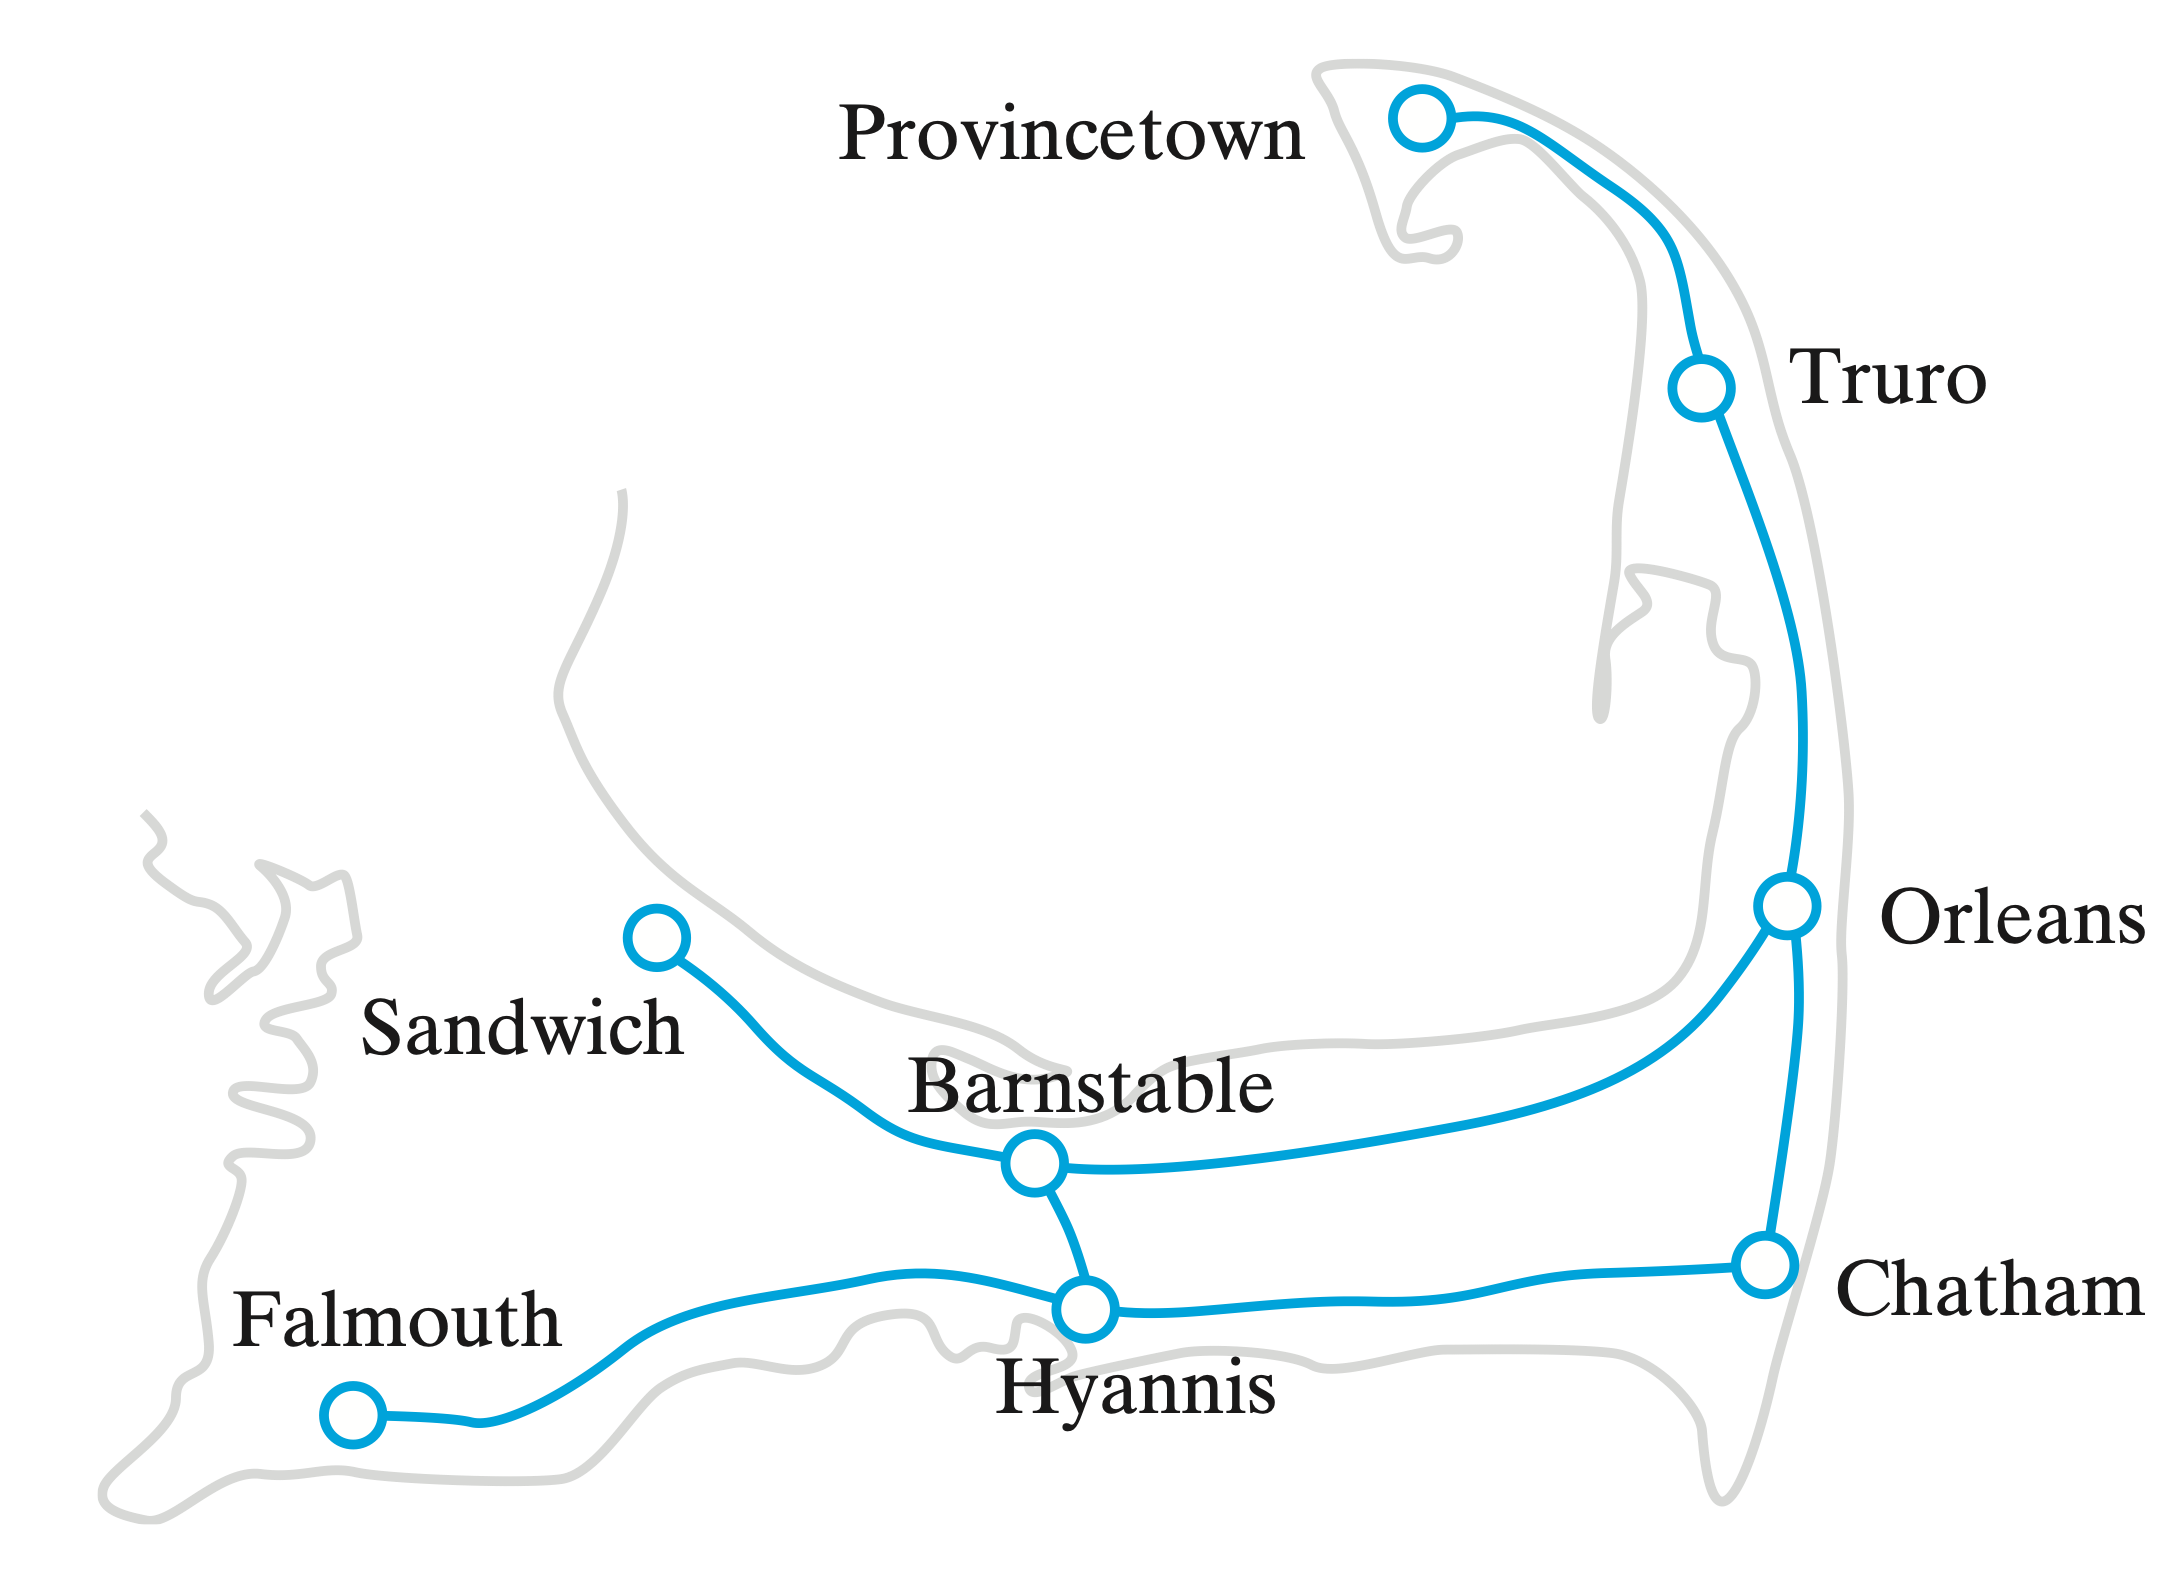 Provincetown
Truro
Orleans
Sandwich
Barnstable
Chatham
Falmouth
Hyannis